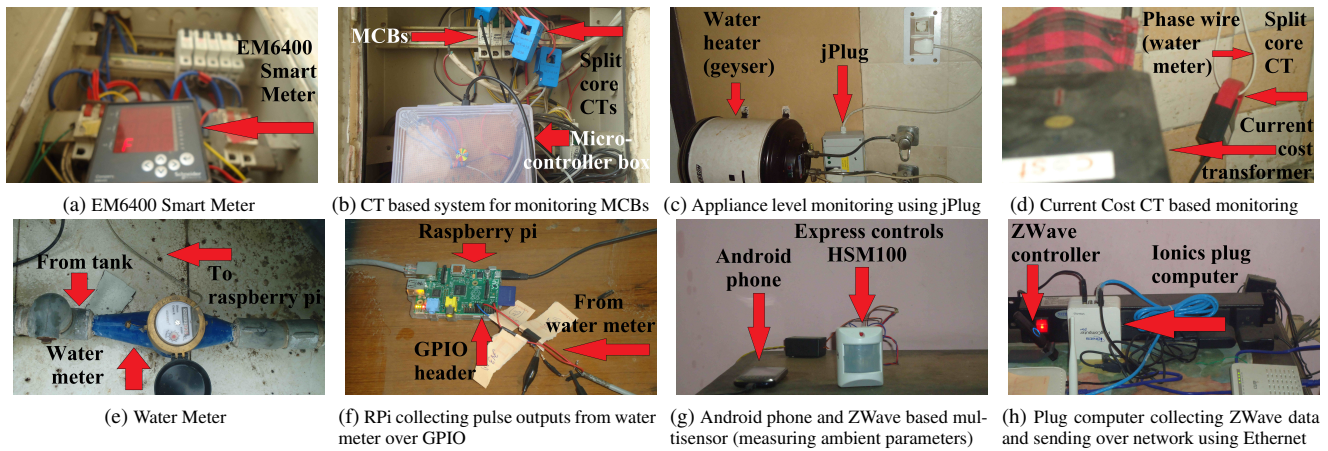 EM6400
Smart
Meter
MCBs
Split
core
CTs
Micro-
controller box
Water
heater
(geyser)
jPlug
Phase wire
(water
meter)
Split
core
CT
Current
cost
transformer
(a) EM6400 Smart Meter
(b) CT based system for monitoring MCBs
(c) Appliance level monitoring using jPlug
(d) Current Cost CT based monitoring
From tank
To
raspberry pi
Water
meter
Raspberry pi
GPIO
header
From
water meter
Android
phone
Express controls
HSM100
ZWave
controller
Ionics plug
computer
(e) Water Meter
(f) RPi collecting pulse outputs from water
meter over GPIO
(g) Android phone and ZWave based mul-
tisensor (measuring ambient parameters)
(h) Plug computer collecting ZWave data
and sending over network using Ethernet